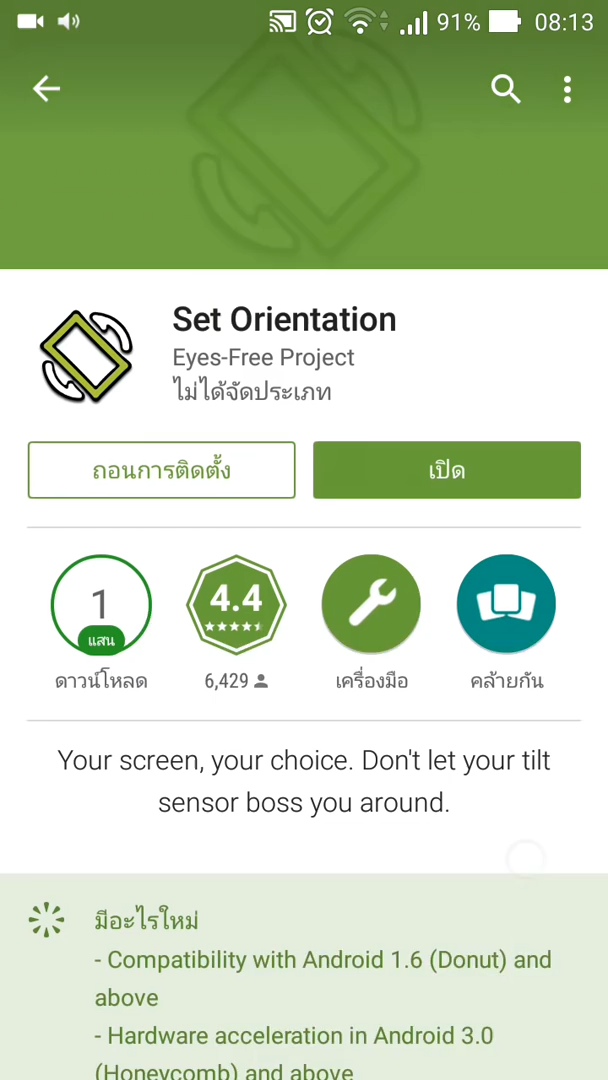 91% 08:13
Set Orientation
Eyes-Free Project
ไม่ได้จัดประเภท
ถอนการติดตั้ง
เปิด
1
แสน
4.4
ดาวน์โหลด
6,429
เครื่องมือ
คล้ายกัน
Your screen, your choice. Don't let your tilt
sensor boss you around.
มีอะไรใหม่
- Compatibility with Android 1.6 (Donut) and
above
- Hardware acceleration in Android 3.0
(Honeycomb) and above